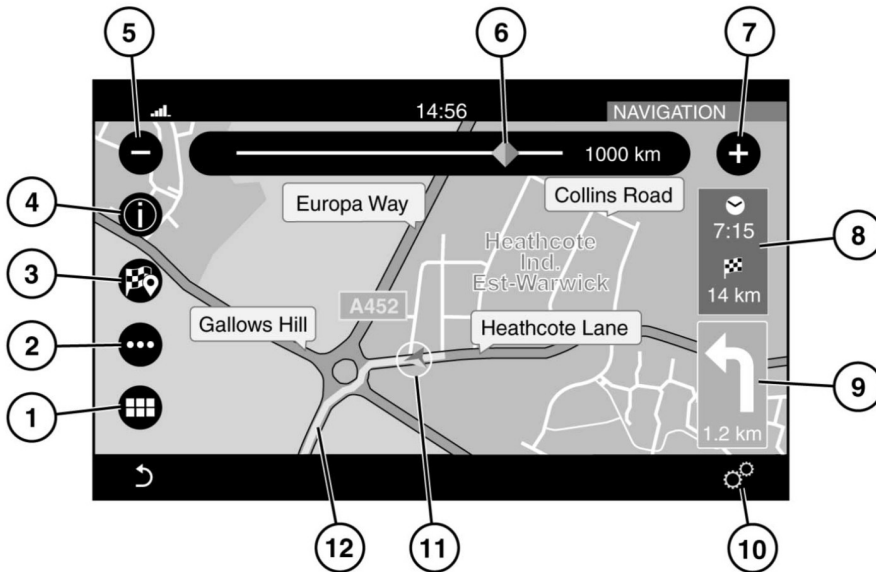 5
6
7
14:56
NAVIGATION
1000 km
4
Europa Way
Collins Road
8
7:15
Heathcote
Ind.
Est-Warwick
3
14 km
A452
Gallows Hill
Heathcote Lane
2
9
1
1.2 km
12
11
10